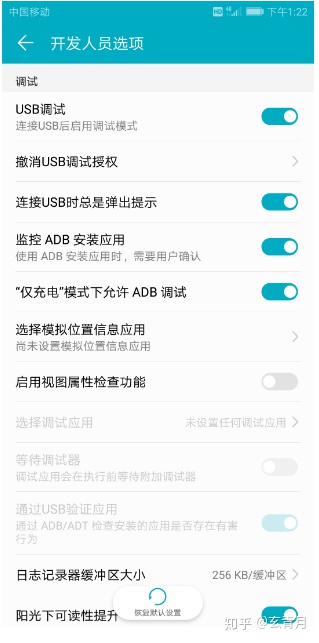 中国移动 HD 4G 下午1:22
开发人员选项
调试
USB调试
连接USB后启用调试模式
撤消USB调试授权
连接USB时总是弹出提示
监控 ADB 安装应用
使用 ADB 安装应用时，需要用户确认
“仅充电”模式下允许 ADB 调试
选择模拟位置信息应用
尚未设置模拟位置信息应用
启用视图属性检查功能
选择调试应用 未设置任何调试应用
等待调试器
调试应用会在执行前等待附加调试器
通过USB验证应用
通过 ADB/ADT 检查安装的应用是否存在有害
行为
日志记录器缓冲区大小 256 KB/缓冲区
恢复默认设置
阳光下可读性提升
知乎 @玄育月